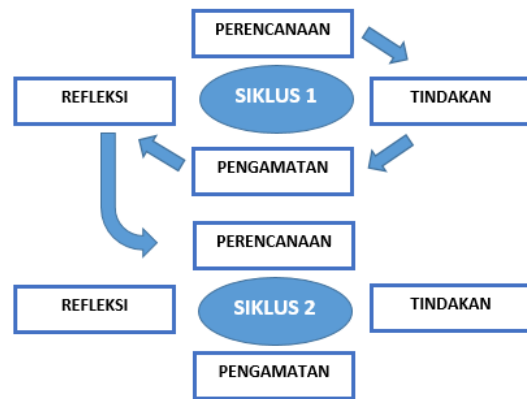 PERENCANAAN
REFLEKSI
SIKLUS 1
TINDAKAN
PENGAMATAN
PERENCANAAN
REFLEKSI
SIKLUS 2
TINDAKAN
PENGAMATAN